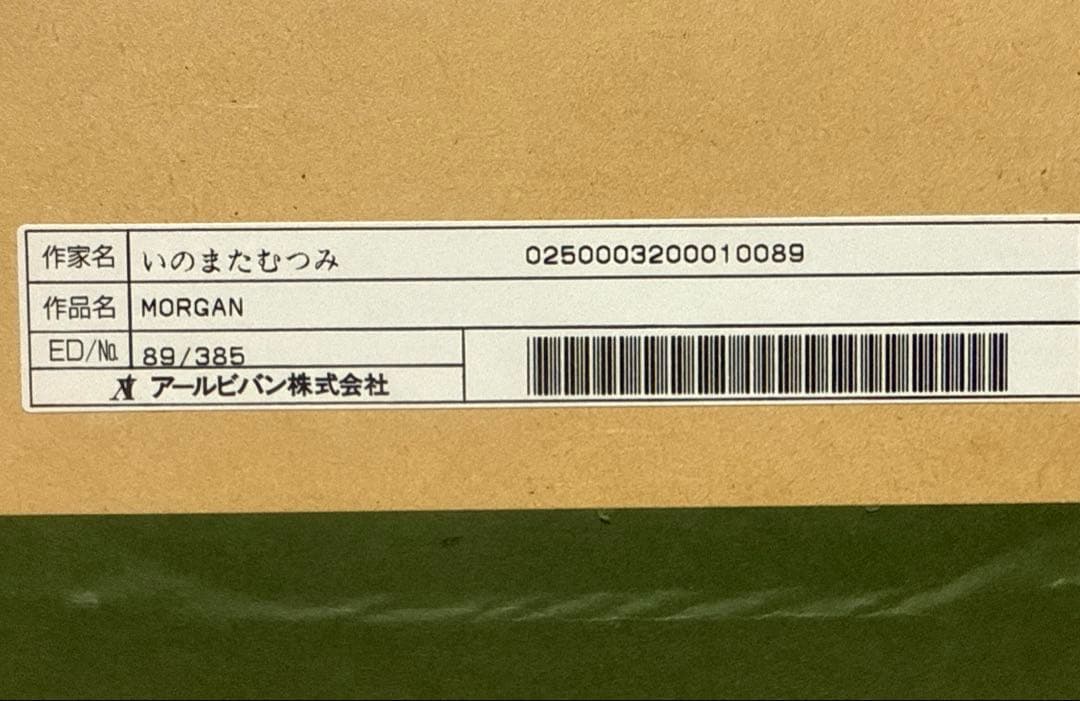 作家名 いのまたむつみ 0250003200010089
作品名 MORGAN
ED/No. 89/385
アールビバン株式会社